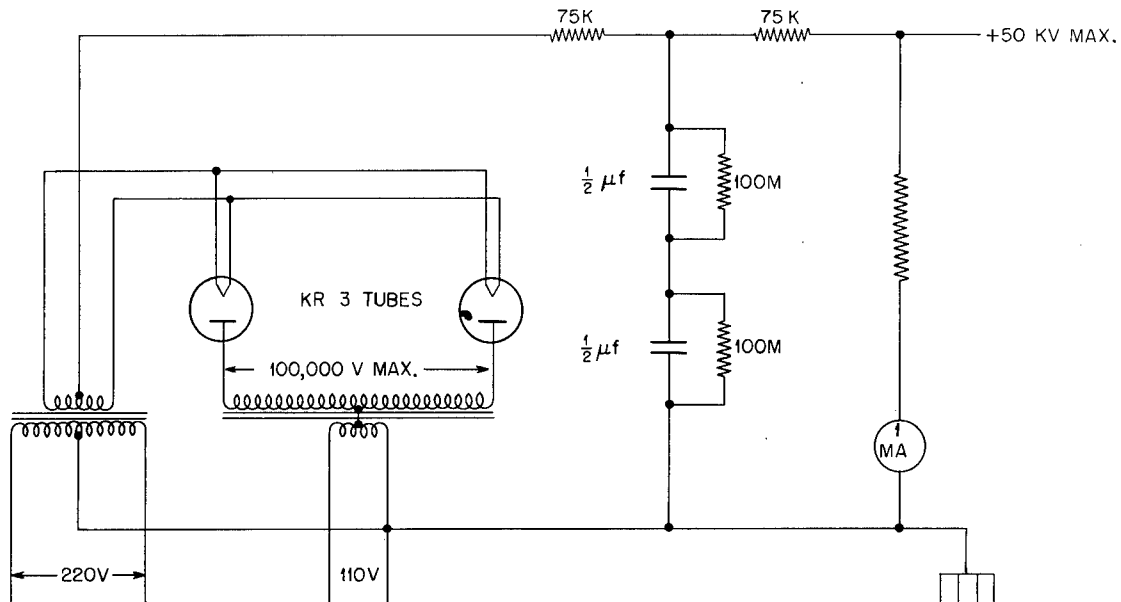 75K
75K
+50 KV MAX.
½ μf
100M
KR 3 TUBES
½ μf
100M
100,000 V MAX.
1
MA
220V
110V